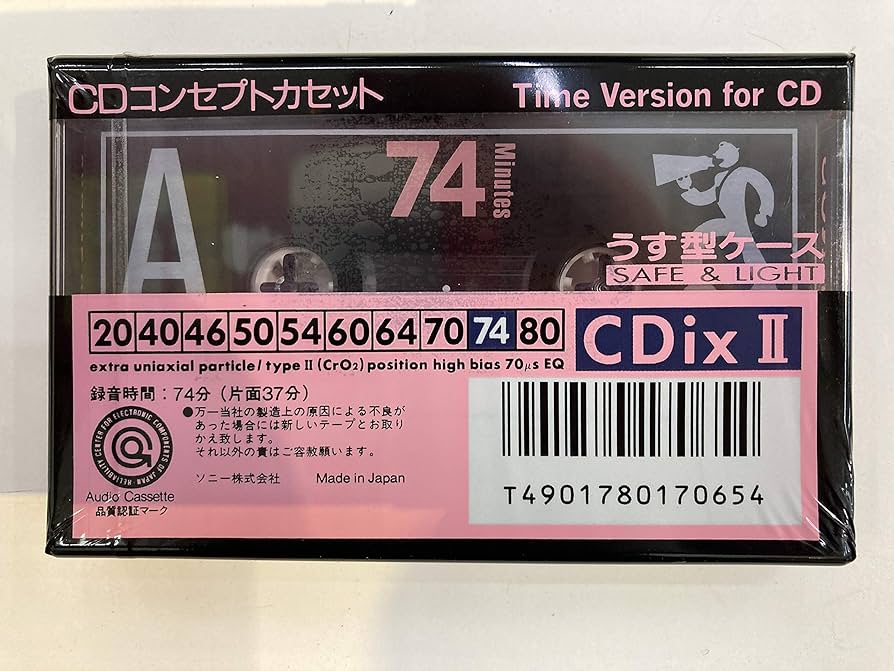 CDコンセプトカセット
Time Version for CD
A
74
Minutes
うす型ケース
SAFE & LIGHT
20 40 46 50 54 60 64 70 74 80
CDix II
extra uniaxial particle/type II (CrO₂) position high bias 70μs EQ
録音時間:74分(片面37分)
●万一当社の製造上の原因による不良が
あった場合には新しいテープとお取り
かえ致します。
それ以外の責はご容赦願います。
ソニー株式会社 Made in Japan
RELIABILITY CENTER FOR ELECTRONIC COMPONENTS OF JAPAN
Audio Cassette
品質認証マーク
T4901780170654